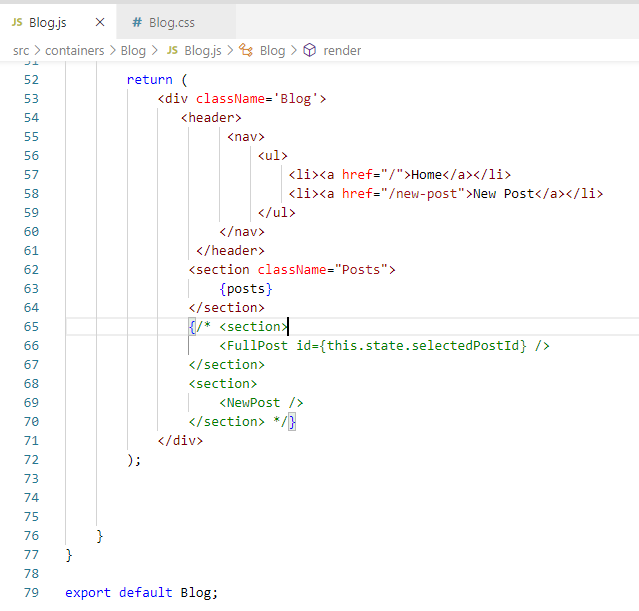 JS Blog.js × # Blog.css
src > containers > Blog > JS Blog.js > Blog > render
51
52 return (
53 <div className='Blog'>
54 <header>
55 <nav>
56 <ul>
57 <li><a href="/">Home</a></li>
58 <li><a href="/new-post">New Post</a></li>
59 </ul>
60 </nav>
61 </header>
62 <section className="Posts">
63 {posts}
64 </section>
65 {/* <section>
66 <FullPost id={this.state.selectedPostId} />
67 </section>
68 <section>
69 <NewPost />
70 </section> */}
71 </div>
72 );
73
74
75
76 }
77 }
78
79 export default Blog;